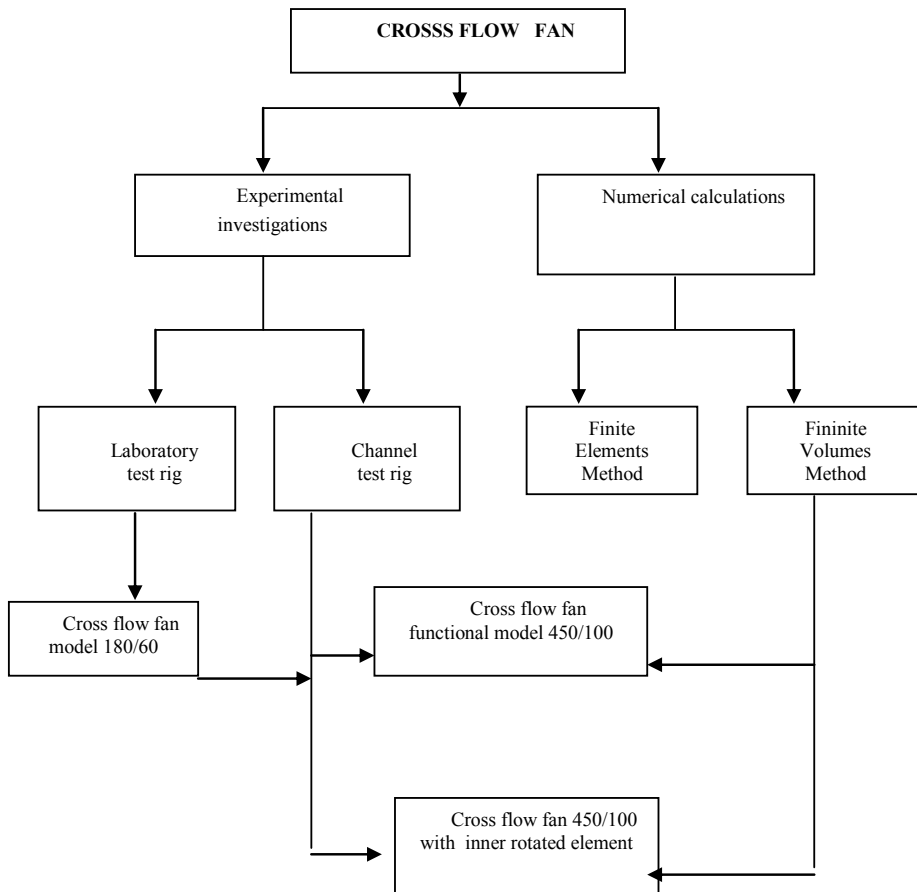 CROSSS FLOW FAN
Experimental
investigations
Numerical calculations
Laboratory
test rig
Channel
test rig
Finite
Elements
Method
Fininite
Volumes
Method
Cross flow fan
model 180/60
Cross flow fan
functional model 450/100
Cross flow fan 450/100
with inner rotated element